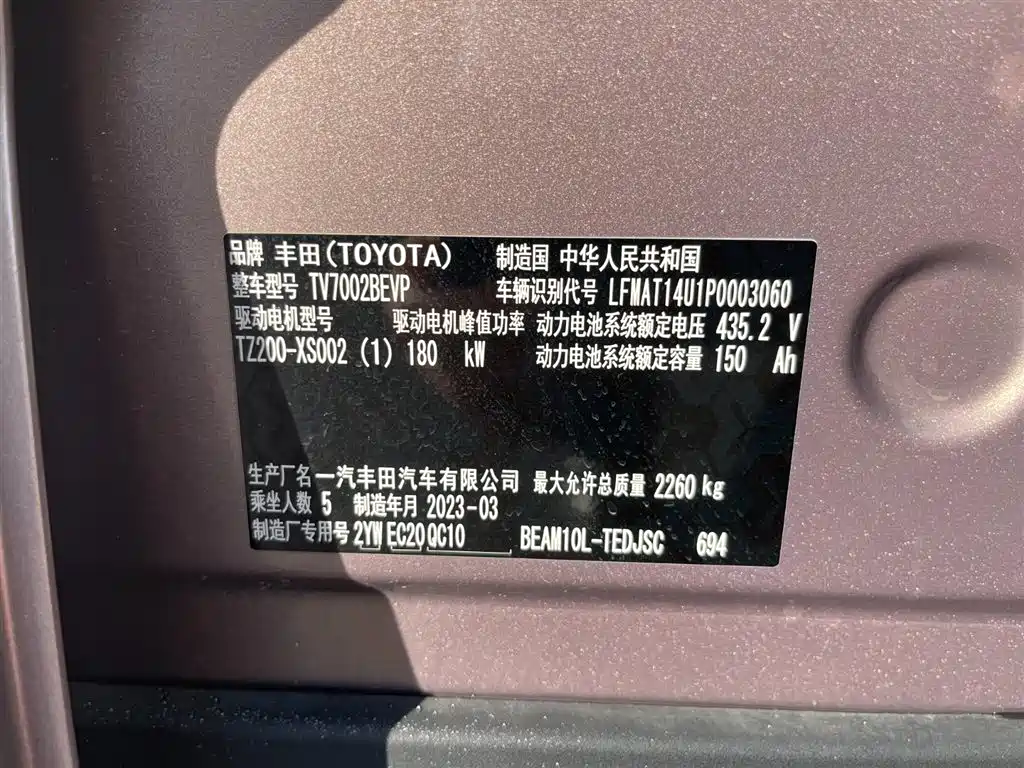 品牌 丰田(TOYOTA) 制造国 中华人民共和国
整车型号 TV7002BEVP 车辆识别代号 LFMAT14U1P0003060
驱动电机型号 驱动电机峰值功率 动力电池系统额定电压 435.2 V
TZ200-XS002 (1) 180 kW 动力电池系统额定容量 150 Ah
生产厂名 一汽丰田汽车有限公司 最大允许总质量 2260 kg
乘坐人数 5 制造年月 2023-03
制造厂专用号 2YW EC20 QC10 BEAM10L-TEDJSC 694